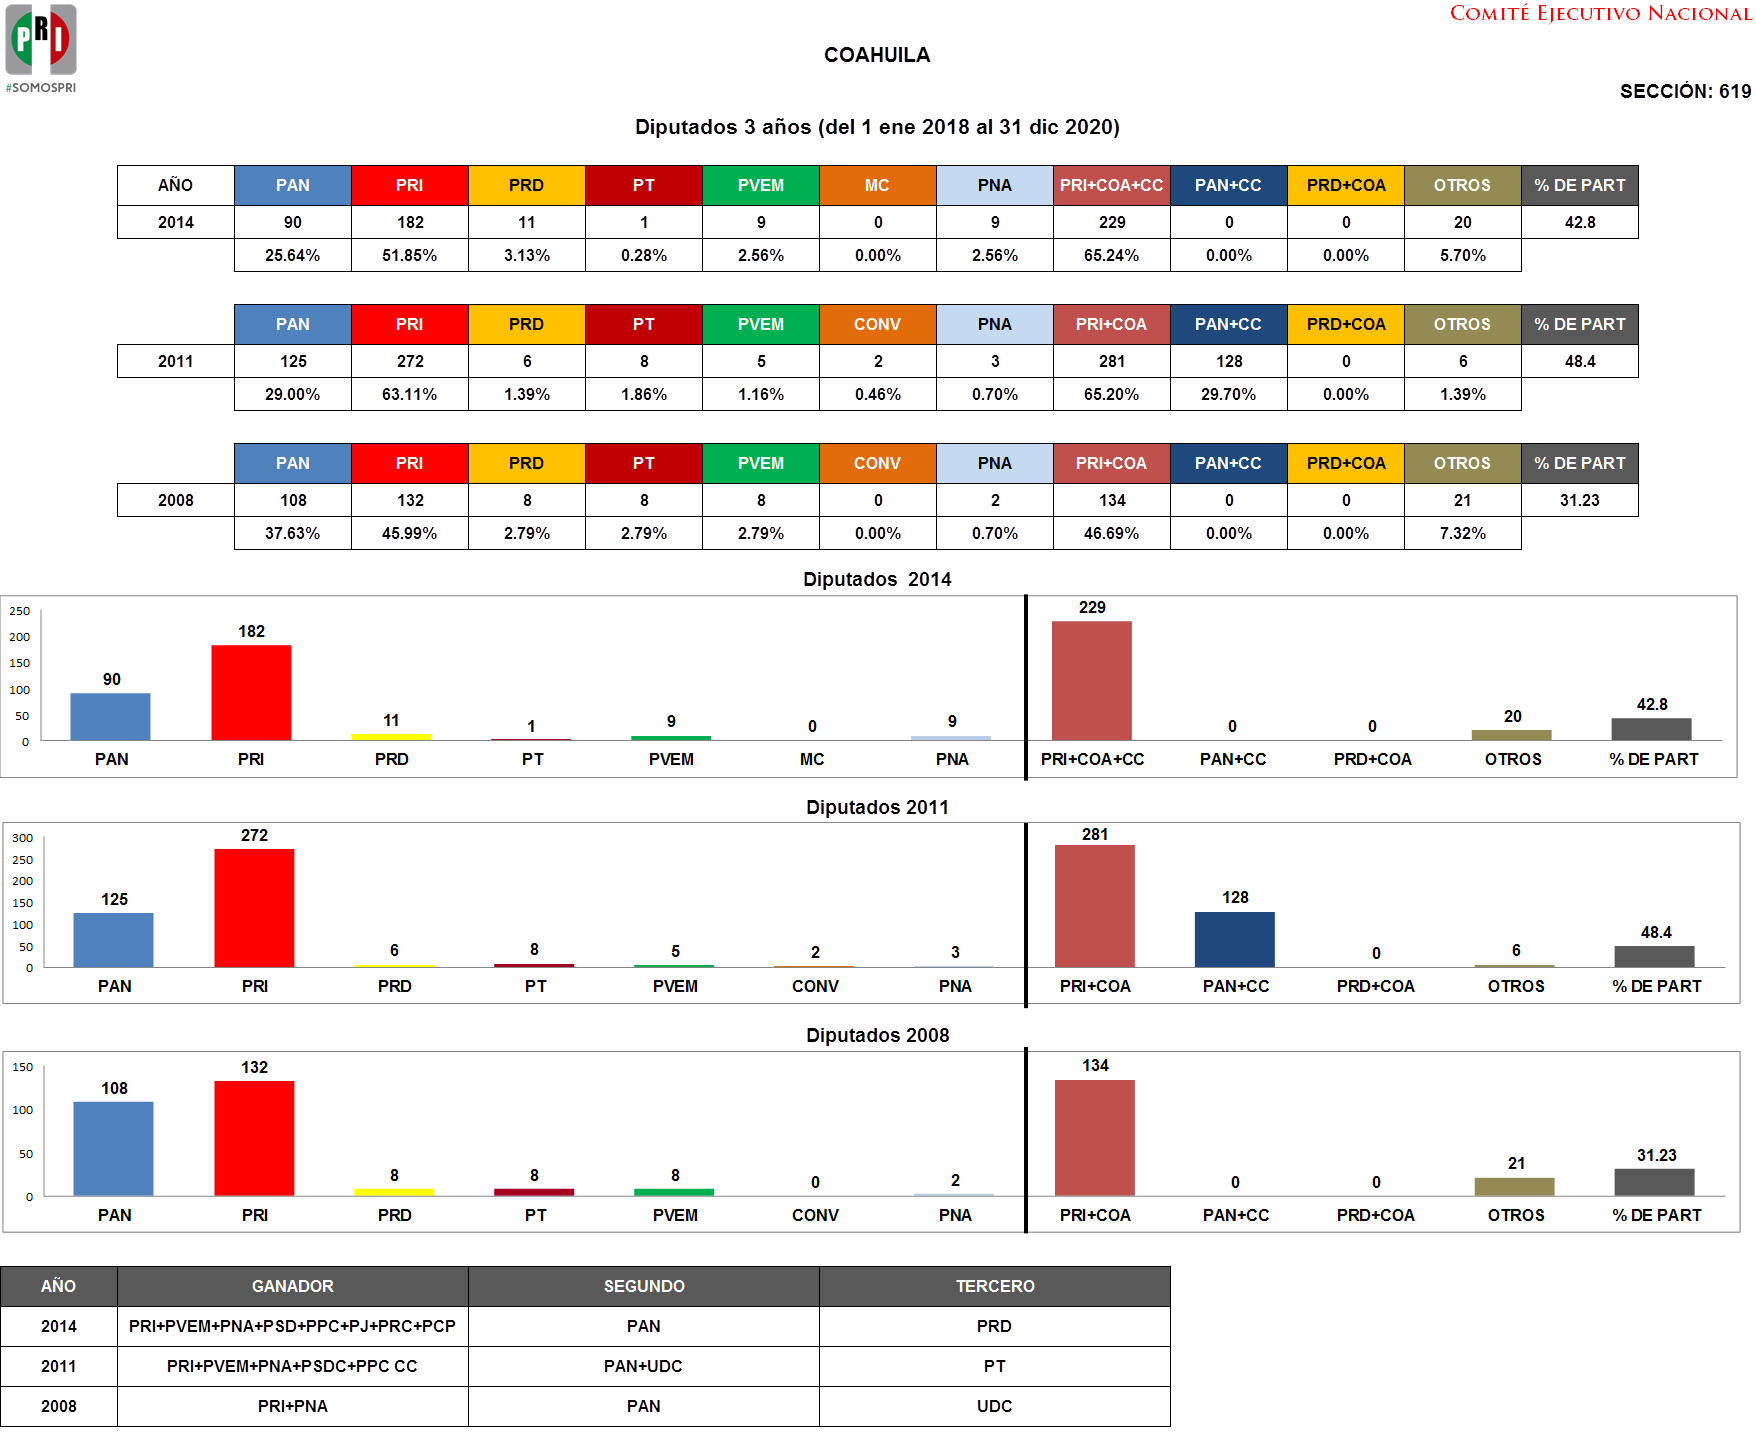 PRI
#SOMOSPRI
COMITÉ EJECUTIVO NACIONAL
COAHUILA
SECCIÓN: 619
Diputados 3 años (del 1 ene 2018 al 31 dic 2020)
AÑO PAN PRI PRD PT PVEM MC PNA PRI+COA+CC PAN+CC PRD+COA OTROS % DE PART
2014 90 182 11 1 9 0 9 229 0 0 20 42.8
25.64% 51.85% 3.13% 0.28% 2.56% 0.00% 2.56% 65.24% 0.00% 0.00% 5.70%
PAN PRI PRD PT PVEM CONV PNA PRI+COA PAN+CC PRD+COA OTROS % DE PART
2011 125 272 6 8 5 2 3 281 128 0 6 48.4
29.00% 63.11% 1.39% 1.86% 1.16% 0.46% 0.70% 65.20% 29.70% 0.00% 1.39%
PAN PRI PRD PT PVEM CONV PNA PRI+COA PAN+CC PRD+COA OTROS % DE PART
2008 108 132 8 8 8 0 2 134 0 0 21 31.23
37.63% 45.99% 2.79% 2.79% 2.79% 0.00% 0.70% 46.69% 0.00% 0.00% 7.32%
Diputados 2014
250
200
150
100
50
0
90 182 11 1 9 0 9 229 0 0 20 42.8
PAN PRI PRD PT PVEM MC PNA PRI+COA+CC PAN+CC PRD+COA OTROS % DE PART
Diputados 2011
300
250
200
150
100
50
0
125 272 6 8 5 2 3 281 128 0 6 48.4
PAN PRI PRD PT PVEM CONV PNA PRI+COA PAN+CC PRD+COA OTROS % DE PART
Diputados 2008
150
100
50
0
108 132 8 8 8 0 2 134 0 0 21 31.23
PAN PRI PRD PT PVEM CONV PNA PRI+COA PAN+CC PRD+COA OTROS % DE PART
AÑO GANADOR SEGUNDO TERCERO
2014 PRI+PVEM+PNA+PSD+PPC+PJ+PRC+PCP PAN PRD
2011 PRI+PVEM+PNA+PSDC+PPC CC PAN+UDC PT
2008 PRI+PNA PAN UDC